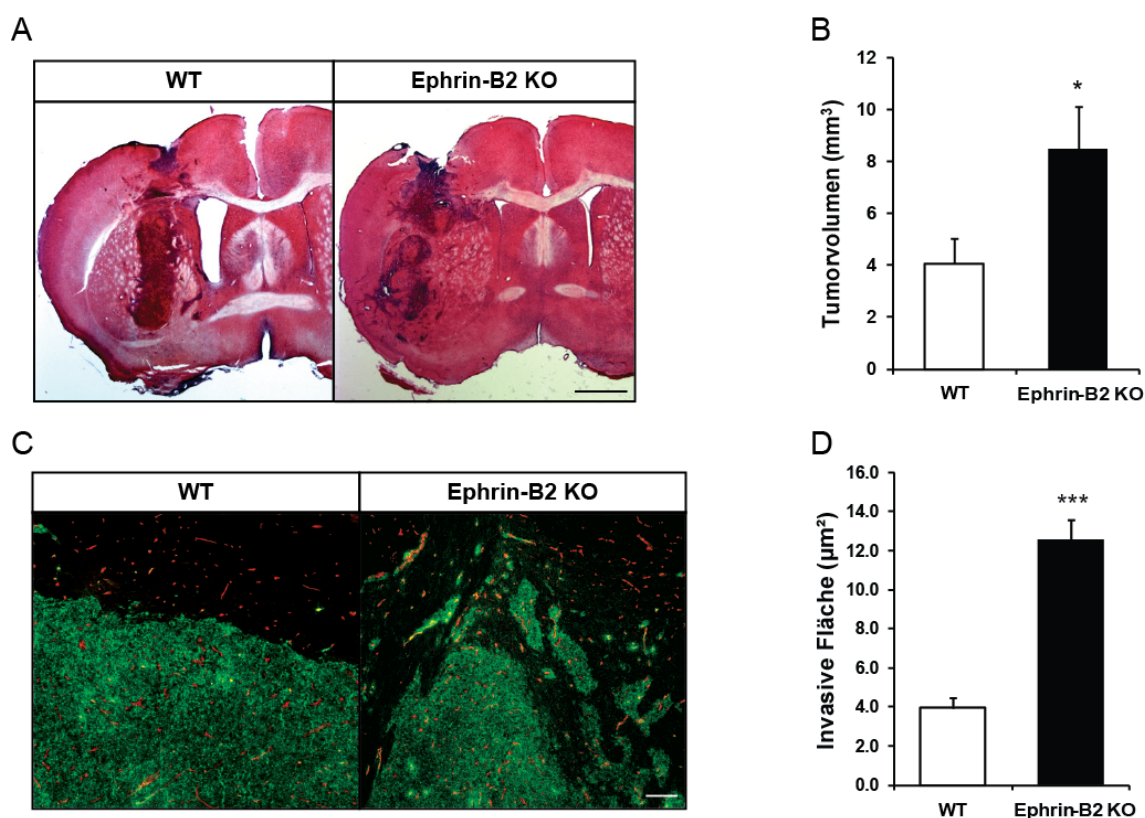 A
WT
Ephrin-B2 KO
B
Tumorvolumen (mm³)
12
10
8
6
4
2
0
*
WT
Ephrin-B2 KO
C
WT
Ephrin-B2 KO
D
Invasive Fläche (µm²)
16.0
14.0
12.0
10.0
8.0
6.0
4.0
2.0
0.0
***
WT
Ephrin-B2 KO